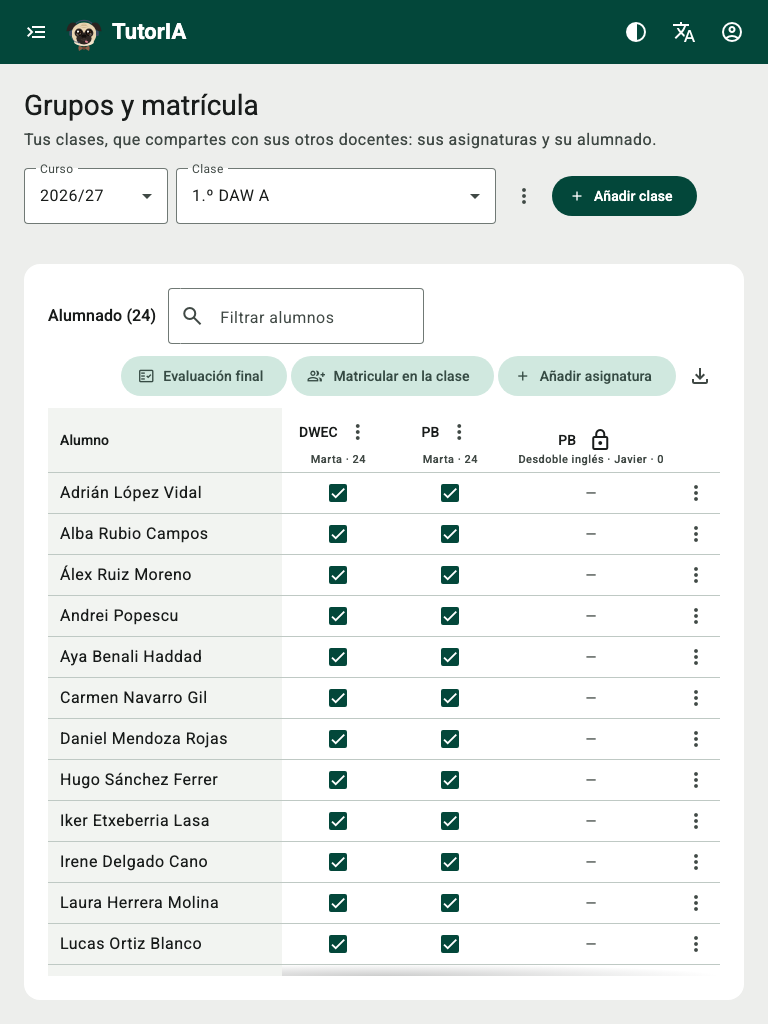 TutorIA
Grupos y matrícula
Tus clases, que compartes con sus otros docentes: sus asignaturas y su alumnado.
Curso
2026/27
Clase
1.º DAW A
Añadir clase
Alumnado (24)
Filtrar alumnos
Evaluación final
Matricular en la clase
Añadir asignatura
Alumno
DWEC
Marta · 24
PB
Marta · 24
PB
Desdoble inglés · Javier · 0
Adrián López Vidal –
Alba Rubio Campos –
Álex Ruiz Moreno –
Andrei Popescu –
Aya Benali Haddad –
Carmen Navarro Gil –
Daniel Mendoza Rojas –
Hugo Sánchez Ferrer –
Iker Etxeberria Lasa –
Irene Delgado Cano –
Laura Herrera Molina –
Lucas Ortiz Blanco –